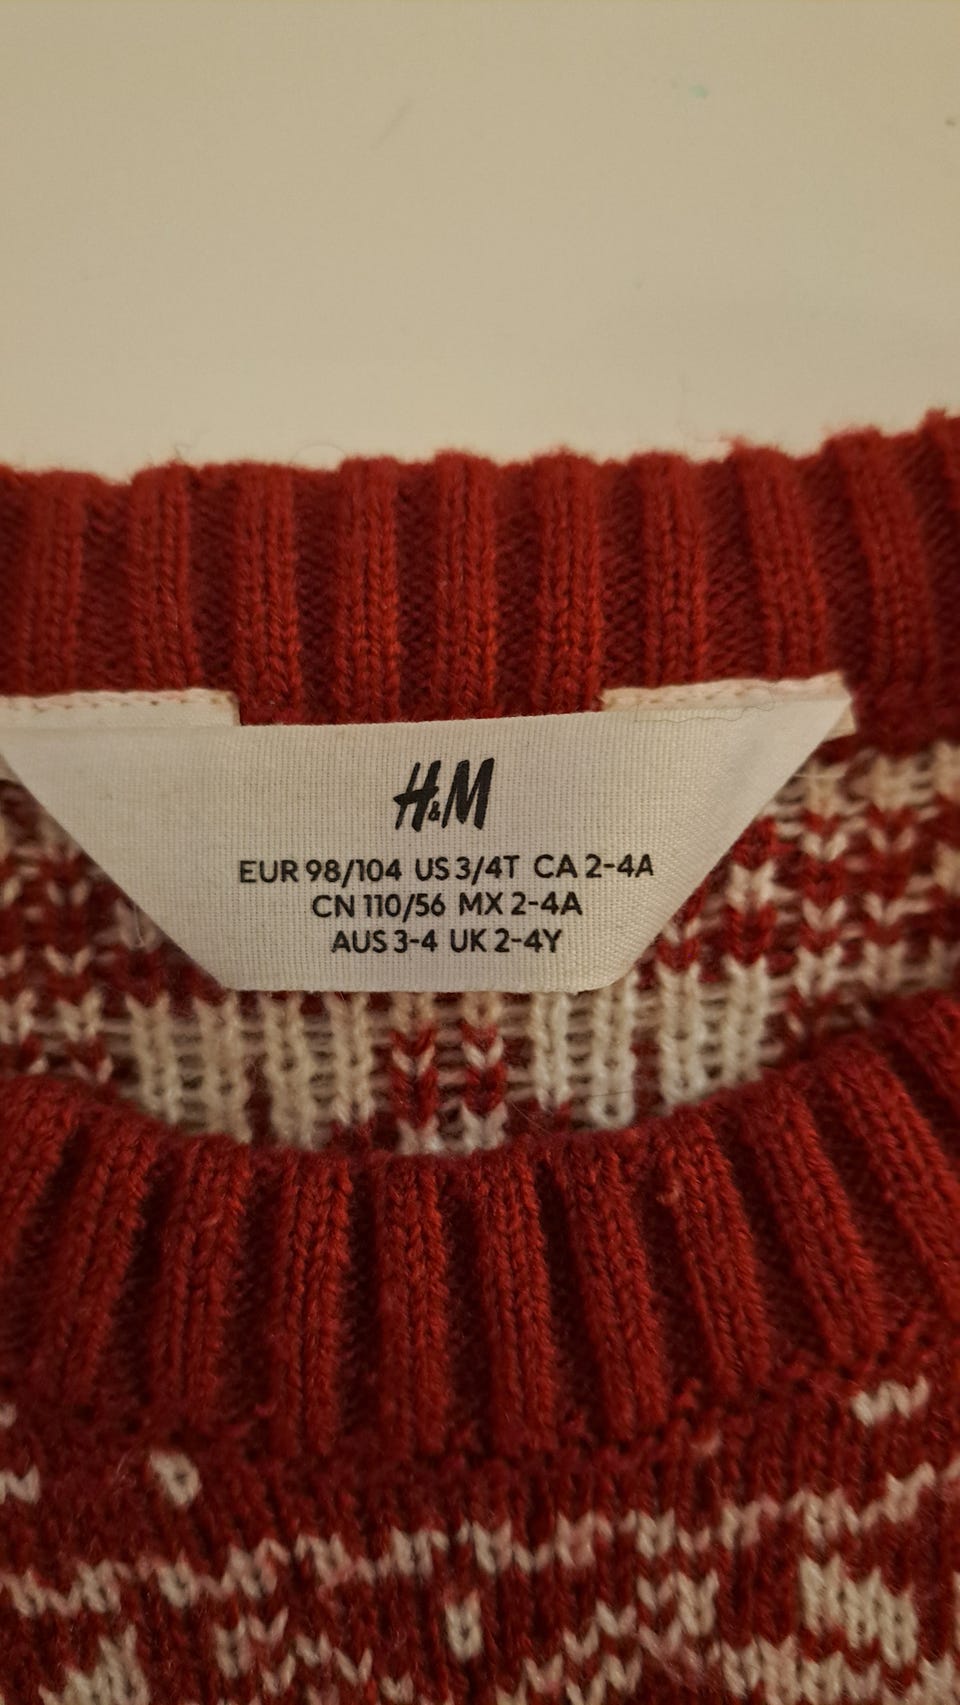 H&M
EUR 98/104 US 3/4T CA 2-4A
CN 110/56 MX 2-4A
AUS 3-4 UK 2-4Y